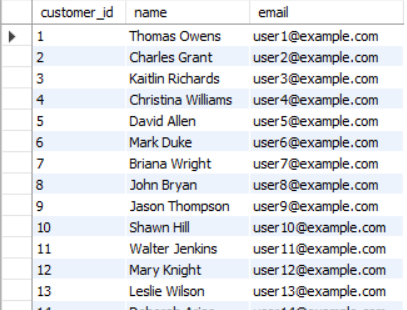 customer_id name email
1 Thomas Owens user1@example.com
2 Charles Grant user2@example.com
3 Kaitlin Richards user3@example.com
4 Christina Williams user4@example.com
5 David Allen user5@example.com
6 Mark Duke user6@example.com
7 Briana Wright user7@example.com
8 John Bryan user8@example.com
9 Jason Thompson user9@example.com
10 Shawn Hill user10@example.com
11 Walter Jenkins user11@example.com
12 Mary Knight user12@example.com
13 Leslie Wilson user13@example.com